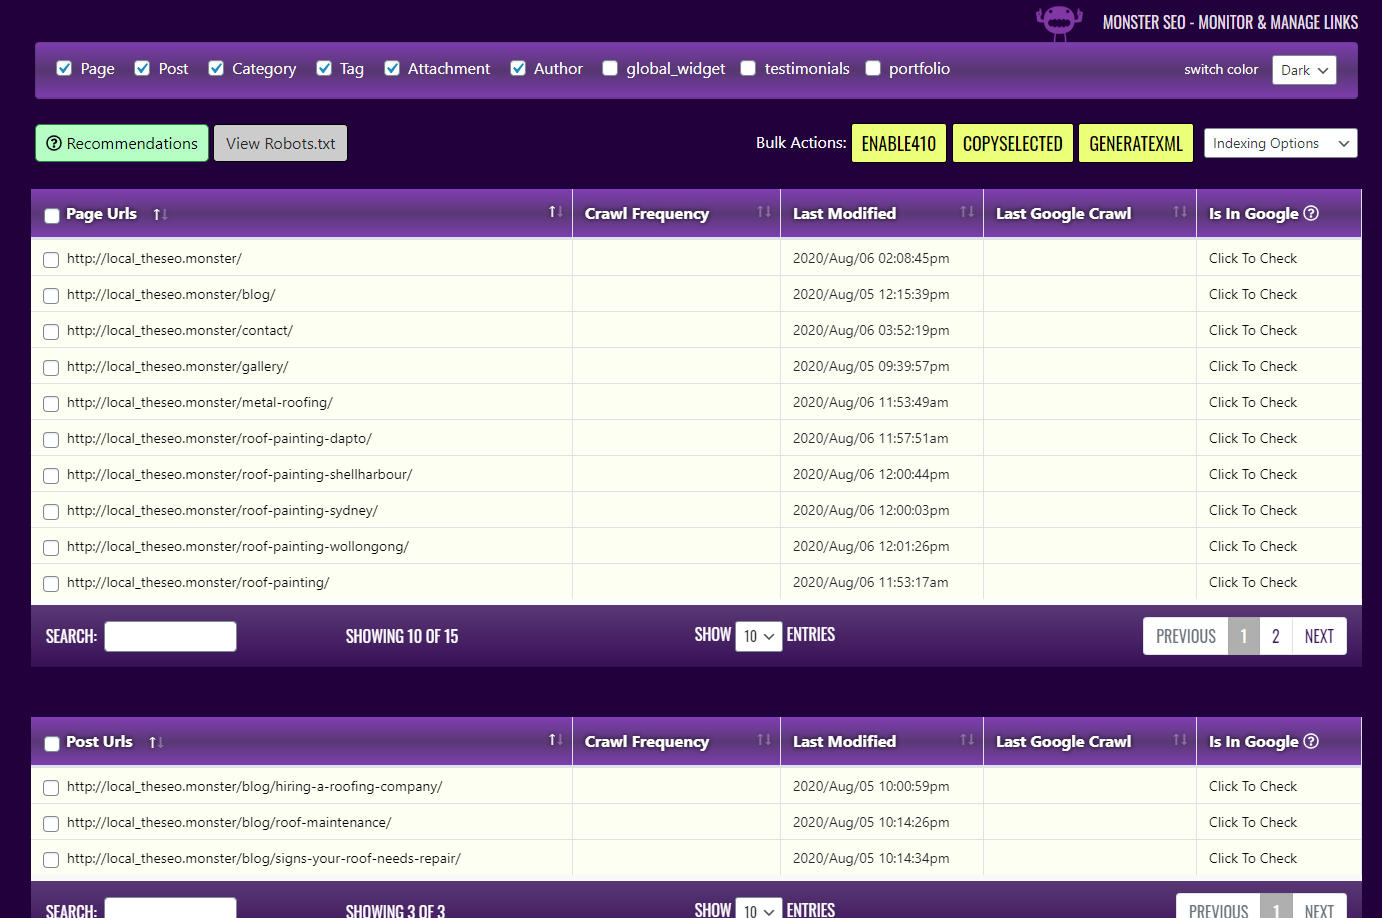 MONSTER SEO - MONITOR & MANAGE LINKS
Page Post Category Tag Attachment Author global_widget testimonials portfolio switch color Dark
Recommendations View Robots.txt Bulk Actions: ENABLE410 COPYSELECTED GENERATEXML Indexing Options
Page Urls Crawl Frequency Last Modified Last Google Crawl Is In Google
http://local_theseo.monster/ 2020/Aug/06 02:08:45pm Click To Check
http://local_theseo.monster/blog/ 2020/Aug/05 12:15:39pm Click To Check
http://local_theseo.monster/contact/ 2020/Aug/06 03:52:19pm Click To Check
http://local_theseo.monster/gallery/ 2020/Aug/05 09:39:57pm Click To Check
http://local_theseo.monster/metal-roofing/ 2020/Aug/06 11:53:49am Click To Check
http://local_theseo.monster/roof-painting-dapto/ 2020/Aug/06 11:57:51am Click To Check
http://local_theseo.monster/roof-painting-shellharbour/ 2020/Aug/06 12:00:44pm Click To Check
http://local_theseo.monster/roof-painting-sydney/ 2020/Aug/06 12:00:03pm Click To Check
http://local_theseo.monster/roof-painting-wollongong/ 2020/Aug/06 12:01:26pm Click To Check
http://local_theseo.monster/roof-painting/ 2020/Aug/06 11:53:17am Click To Check
SEARCH: SHOWING 10 OF 15 SHOW 10 ENTRIES PREVIOUS 1 2 NEXT
Post Urls Crawl Frequency Last Modified Last Google Crawl Is In Google
http://local_theseo.monster/blog/hiring-a-roofing-company/ 2020/Aug/05 10:00:59pm Click To Check
http://local_theseo.monster/blog/roof-maintenance/ 2020/Aug/05 10:14:26pm Click To Check
http://local_theseo.monster/blog/signs-your-roof-needs-repair/ 2020/Aug/05 10:14:34pm Click To Check
SEARCH: SHOWING 3 OF 3 SHOW 10 ENTRIES PREVIOUS 1 NEXT